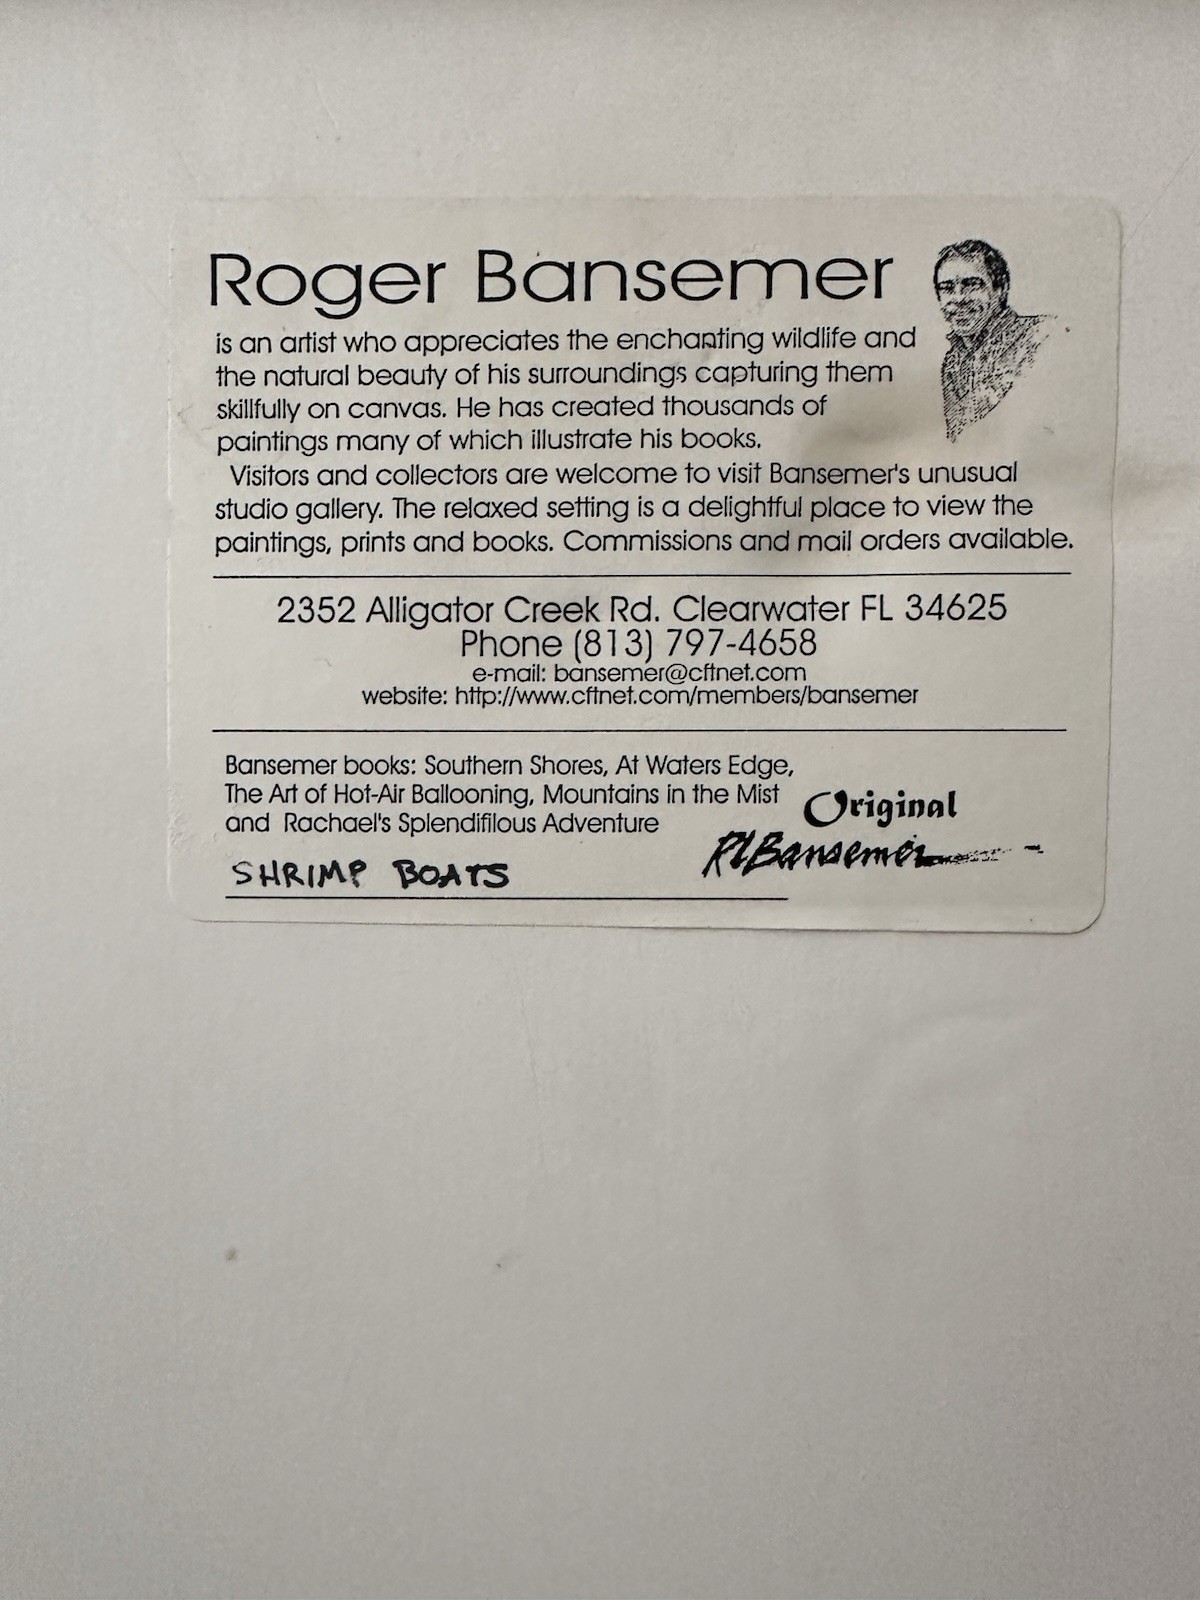 Roger Bansemer
is an artist who appreciates the enchanting wildlife and
the natural beauty of his surroundings capturing them
skillfully on canvas. He has created thousands of
paintings many of which illustrate his books.
Visitors and collectors are welcome to visit Bansemer's unusual
studio gallery. The relaxed setting is a delightful place to view the
paintings, prints and books. Commissions and mail orders available.
2352 Alligator Creek Rd. Clearwater FL 34625
Phone (813) 797-4658
e-mail: bansemer@cftnet.com
website: http://www.cftnet.com/members/bansemer
Bansemer books: Southern Shores, At Waters Edge,
The Art of Hot-Air Ballooning, Mountains in the Mist
and Rachael's Splendifilous Adventure
Original
RLBansemer
SHRIMP BOATS